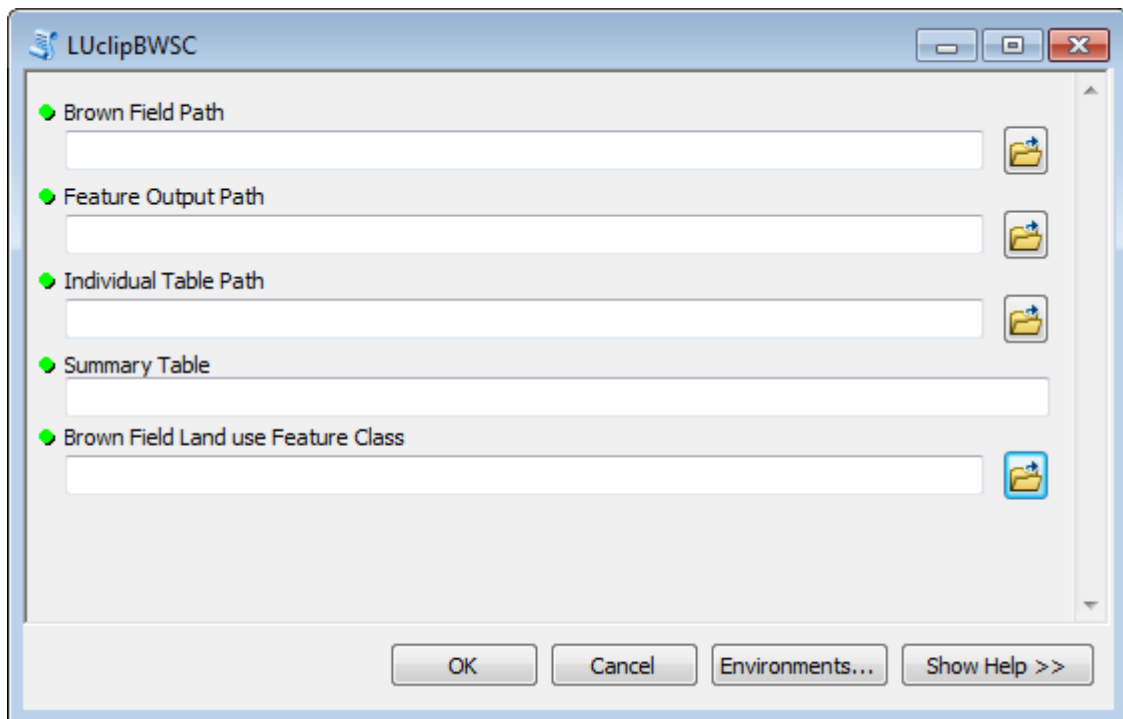 LUclipBWSC
Brown Field Path
Feature Output Path
Individual Table Path
Summary Table
Brown Field Land use Feature Class
OK Cancel Environments... Show Help >>